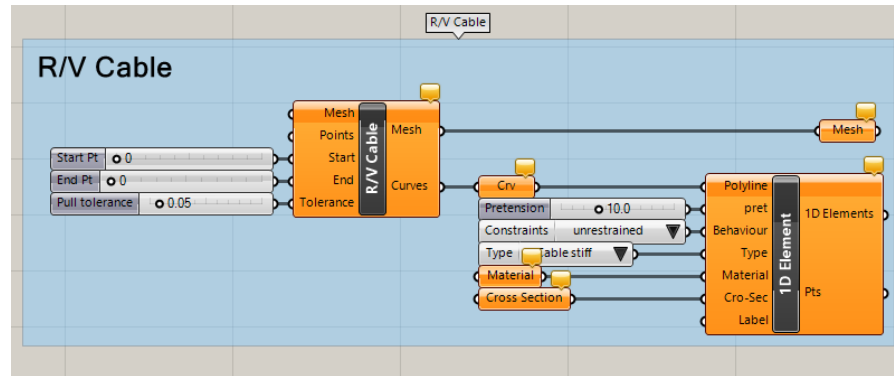 R/V Cable
R/V Cable
Mesh
Points
Start
End
Tolerance
R/V Cable
Mesh
Curves
Start Pt 0
End Pt 0
Pull tolerance 0.05
Mesh
Crv
Pretension 10.0
Constraints unrestrained
Type Cable stiff
Material
Cross Section
Polyline
pret
Behaviour
Type
Material
Cro-Sec
Label
1D Element
1D Elements
Pts